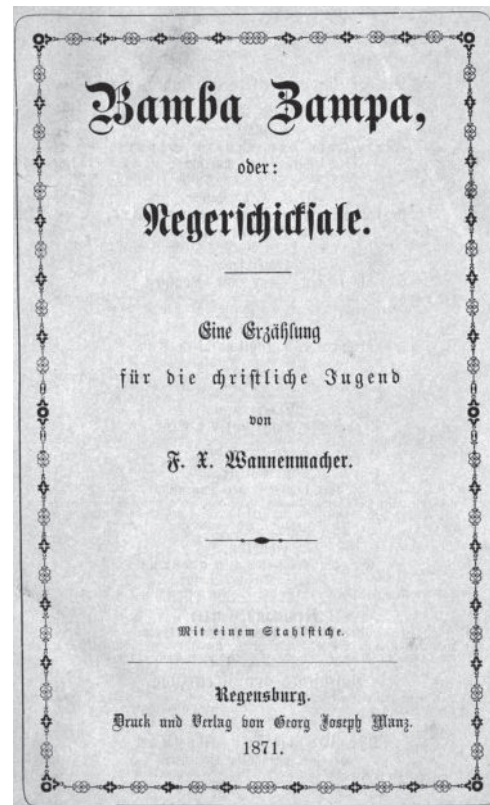 Bamba Zampa,
oder:
Negerschicksale.
Eine Erzählung
für die christliche Jugend
von
F. X. Wannenmacher.
Mit einem Stahlstiche.
Regensburg.
Druck und Verlag von Georg Joseph Manz.
1871.